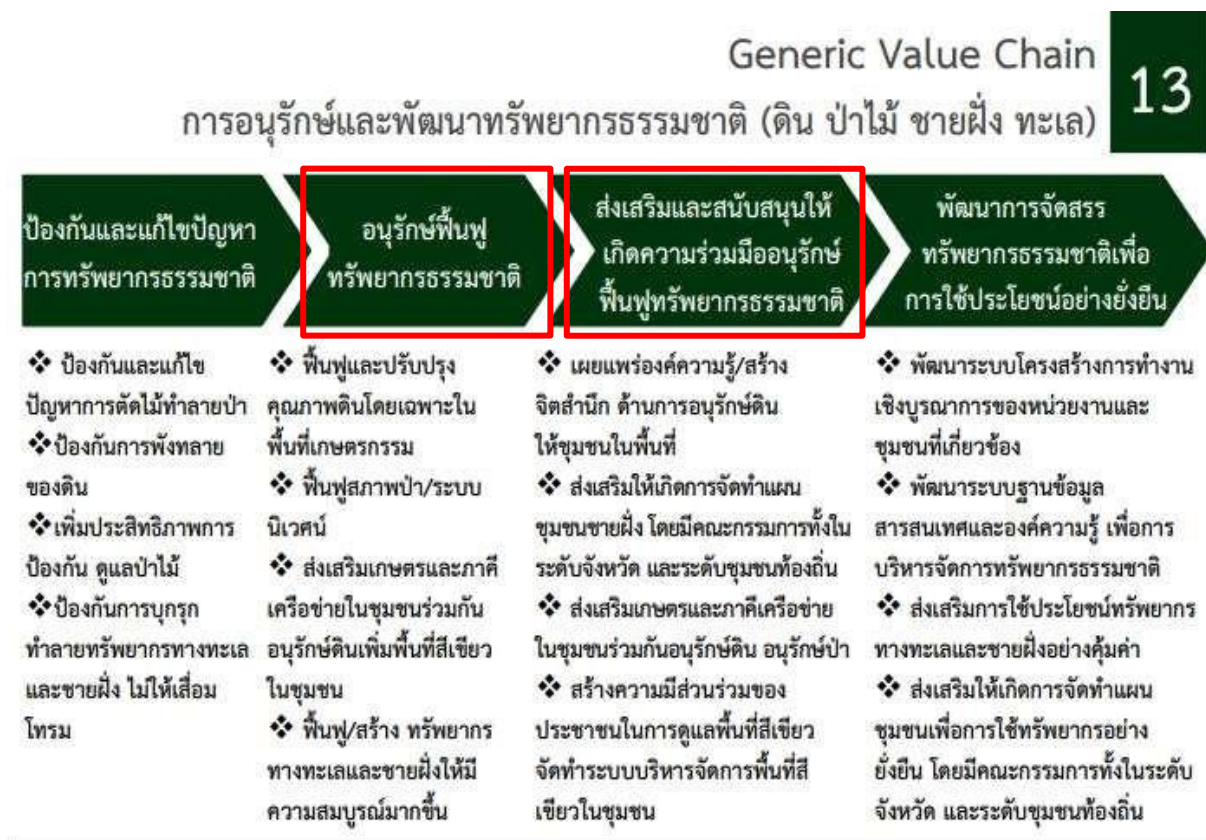 Generic Value Chain
13
การอนุรักษ์และพัฒนาทรัพยากรธรรมชาติ (ดิน ป่าไม้ ชายฝั่ง ทะเล)
ป้องกันและแก้ไขปัญหา
การทรัพยากรธรรมชาติ
อนุรักษ์ฟื้นฟู
ทรัพยากรธรรมชาติ
ส่งเสริมและสนับสนุนให้
เกิดความร่วมมืออนุรักษ์
ฟื้นฟูทรัพยากรธรรมชาติ
พัฒนาการจัดสรร
ทรัพยากรธรรมชาติเพื่อ
การใช้ประโยชน์อย่างยั่งยืน
❖ ป้องกันและแก้ไข
ปัญหาการตัดไม้ทำลายป่า
❖ป้องกันการพังทลาย
ของดิน
❖เพิ่มประสิทธิภาพการ
ป้องกัน ดูแลป่าไม้
❖ป้องกันการบุกรุก
ทำลายทรัพยากรทางทะเล
และชายฝั่ง ไม่ให้เสื่อม
โทรม
❖ ฟื้นฟูและปรับปรุง
คุณภาพดินโดยเฉพาะใน
พื้นที่เกษตรกรรม
❖ ฟื้นฟูสภาพป่า/ระบบ
นิเวศน์
❖ ส่งเสริมเกษตรและภาคี
เครือข่ายในชุมชนร่วมกัน
อนุรักษ์ดินเพิ่มพื้นที่สีเขียว
ในชุมชน
❖ ฟื้นฟู/สร้าง ทรัพยากร
ทางทะเลและชายฝั่งให้มี
ความสมบูรณ์มากขึ้น
❖ เผยแพร่องค์ความรู้/สร้าง
จิตสำนึก ด้านการอนุรักษ์ดิน
ให้ชุมชนในพื้นที่
❖ ส่งเสริมให้เกิดการจัดทำแผน
ชุมชนชายฝั่ง โดยมีคณะกรรมการทั้งใน
ระดับจังหวัด และระดับชุมชนท้องถิ่น
❖ ส่งเสริมเกษตรและภาคีเครือข่าย
ในชุมชนร่วมกันอนุรักษ์ดิน อนุรักษ์ป่า
❖ สร้างความมีส่วนร่วมของ
ประชาชนในการดูแลพื้นที่สีเขียว
จัดทำระบบบริหารจัดการพื้นที่สี
เขียวในชุมชน
❖ พัฒนาระบบโครงสร้างการทำงาน
เชิงบูรณาการของหน่วยงานและ
ชุมชนที่เกี่ยวข้อง
❖ พัฒนาระบบฐานข้อมูล
สารสนเทศและองค์ความรู้ เพื่อการ
บริหารจัดการทรัพยากรธรรมชาติ
❖ ส่งเสริมการใช้ประโยชน์ทรัพยากร
ทางทะเลและชายฝั่งอย่างคุ้มค่า
❖ ส่งเสริมให้เกิดการจัดทำแผน
ชุมชนเพื่อการใช้ทรัพยากรอย่าง
ยั่งยืน โดยมีคณะกรรมการทั้งในระดับ
จังหวัด และระดับชุมชนท้องถิ่น